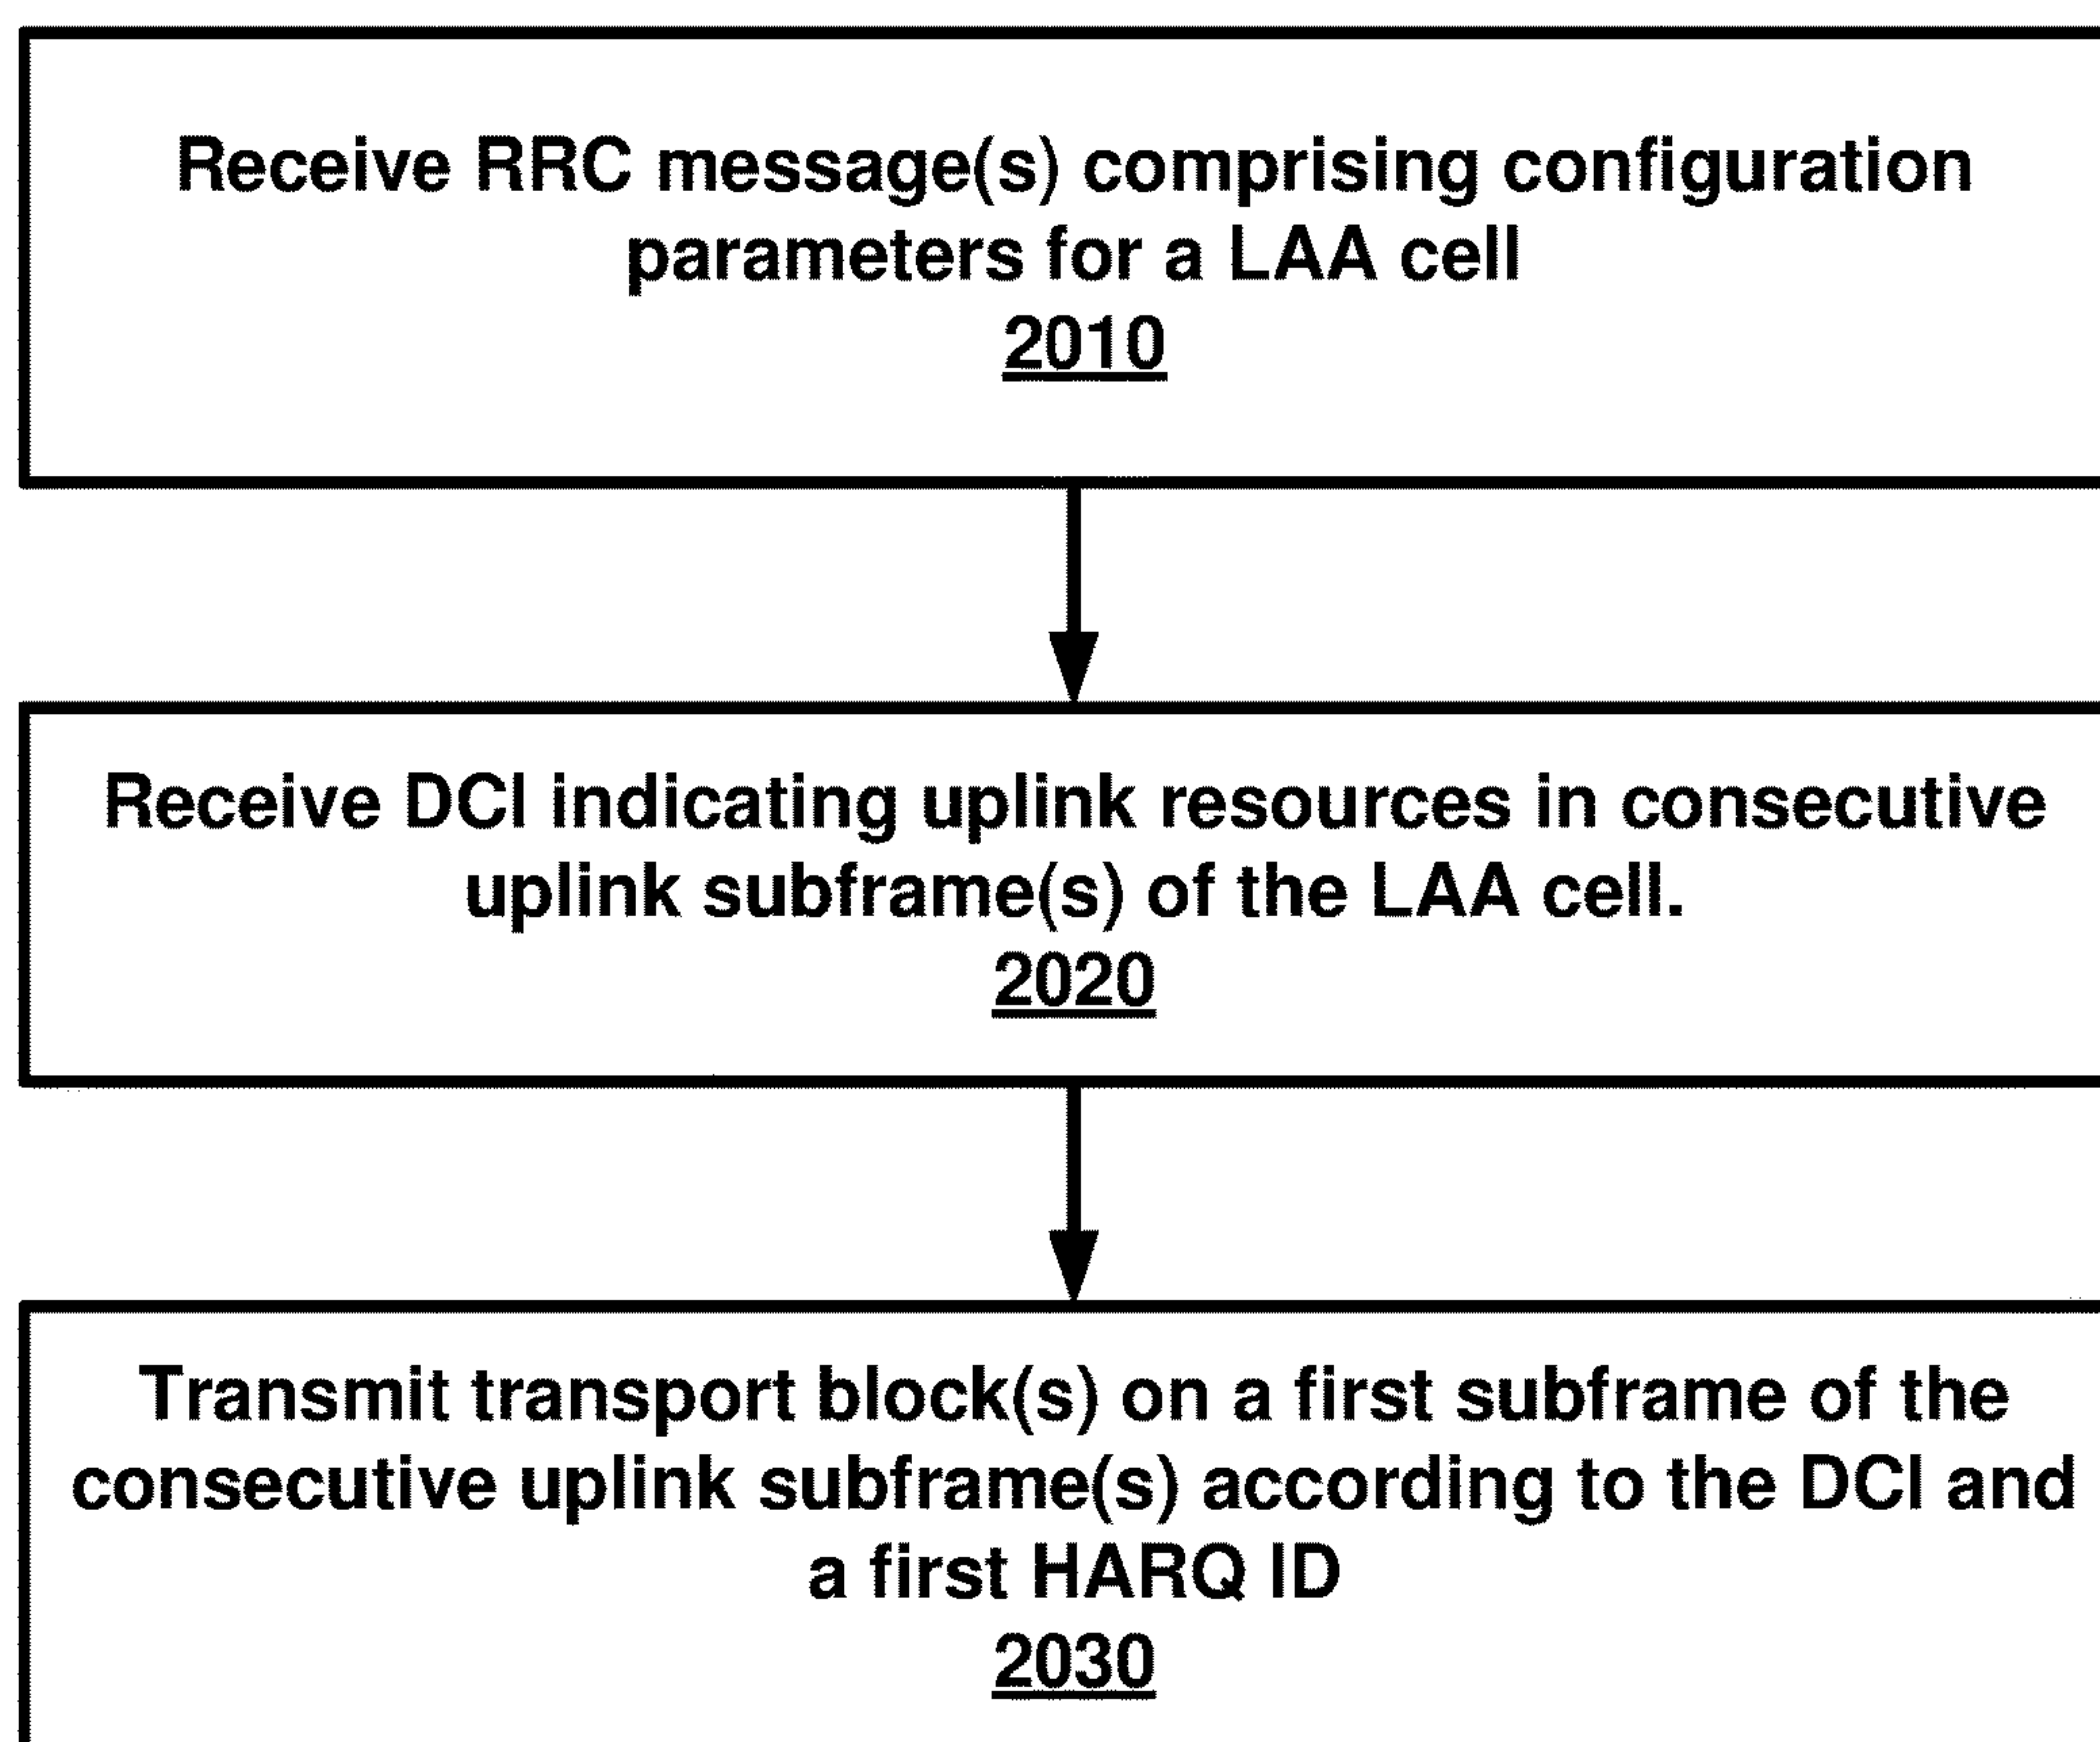 Receive RRC message(s) comprising configuration
parameters for a LAA cell
2010
Receive DCI indicating uplink resources in consecutive
uplink subframe(s) of the LAA cell.
2020
Transmit transport block(s) on a first subframe of the
consecutive uplink subframe(s) according to the DCI and
a first HARQ ID
2030